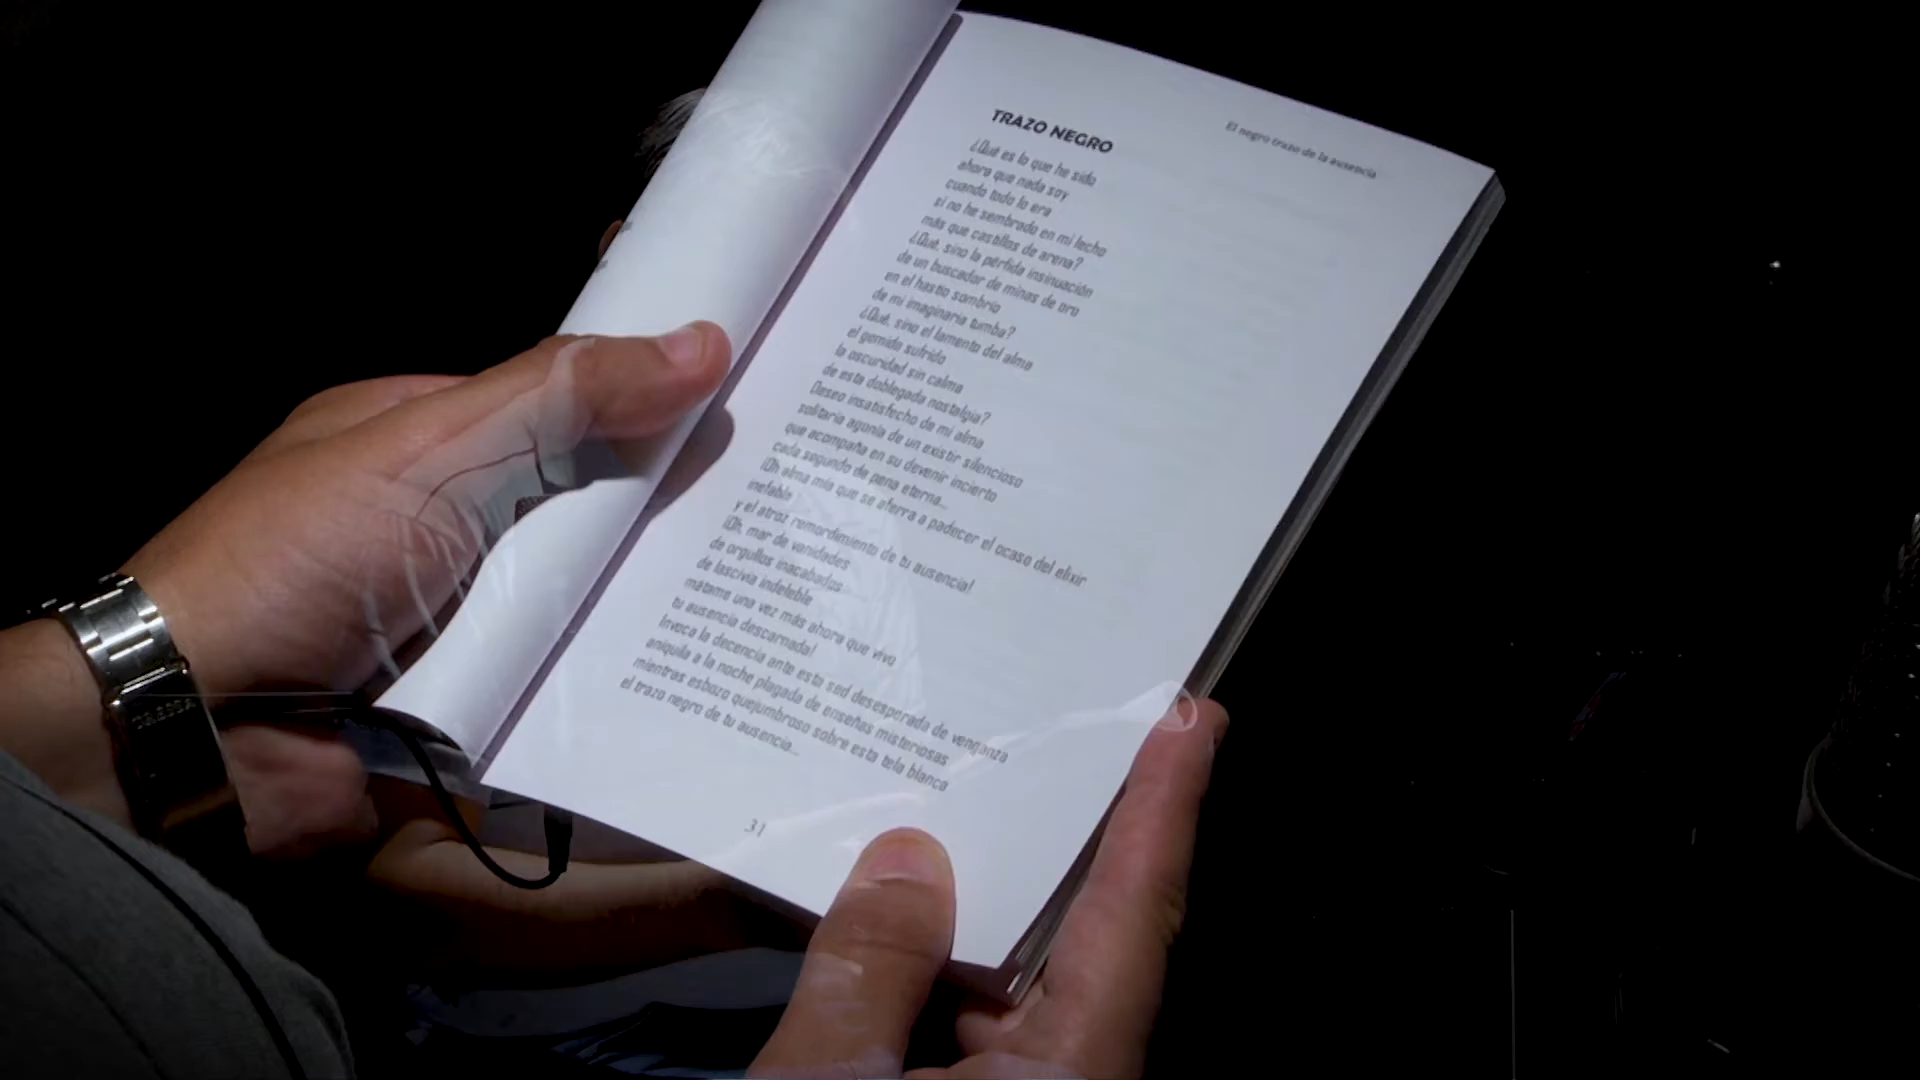 El negro trazo de la ausencia
TRAZO NEGRO
¿Qué es lo que he sido
ahora que nada soy
cuando todo lo era
si no he sembrado en mi lecho
más que castillos de arena?
¿Qué, sino la pérfida insinuación
de un buscador de minas de oro
en el hastío sombrío
de mi imaginaria tumba?
¿Qué, sino el lamento del alma
el gemido sufrido
la oscuridad sin calma
de esta doblegada nostalgia?
Deseo insatisfecho de mi alma
solitaria agonía de un existir silencioso
que acompaña en su devenir incierto
cada segundo de pena eterna...
¡Oh alma mía que se aferra a padecer el ocaso del elixir
inefable
y el atroz remordimiento de tu ausencia!
¡Oh, mar de vanidades
de orgullos inacabados
de lascivia indeleble
mátame una vez más ahora que vivo
tu ausencia descarnada!
Invoca la decencia ante esta sed desesperada de venganza
aniquila a la noche plagada de enseñas misteriosas
mientras esbozo quejumbroso sobre esta tela blanca
el trazo negro de tu ausencia...
31